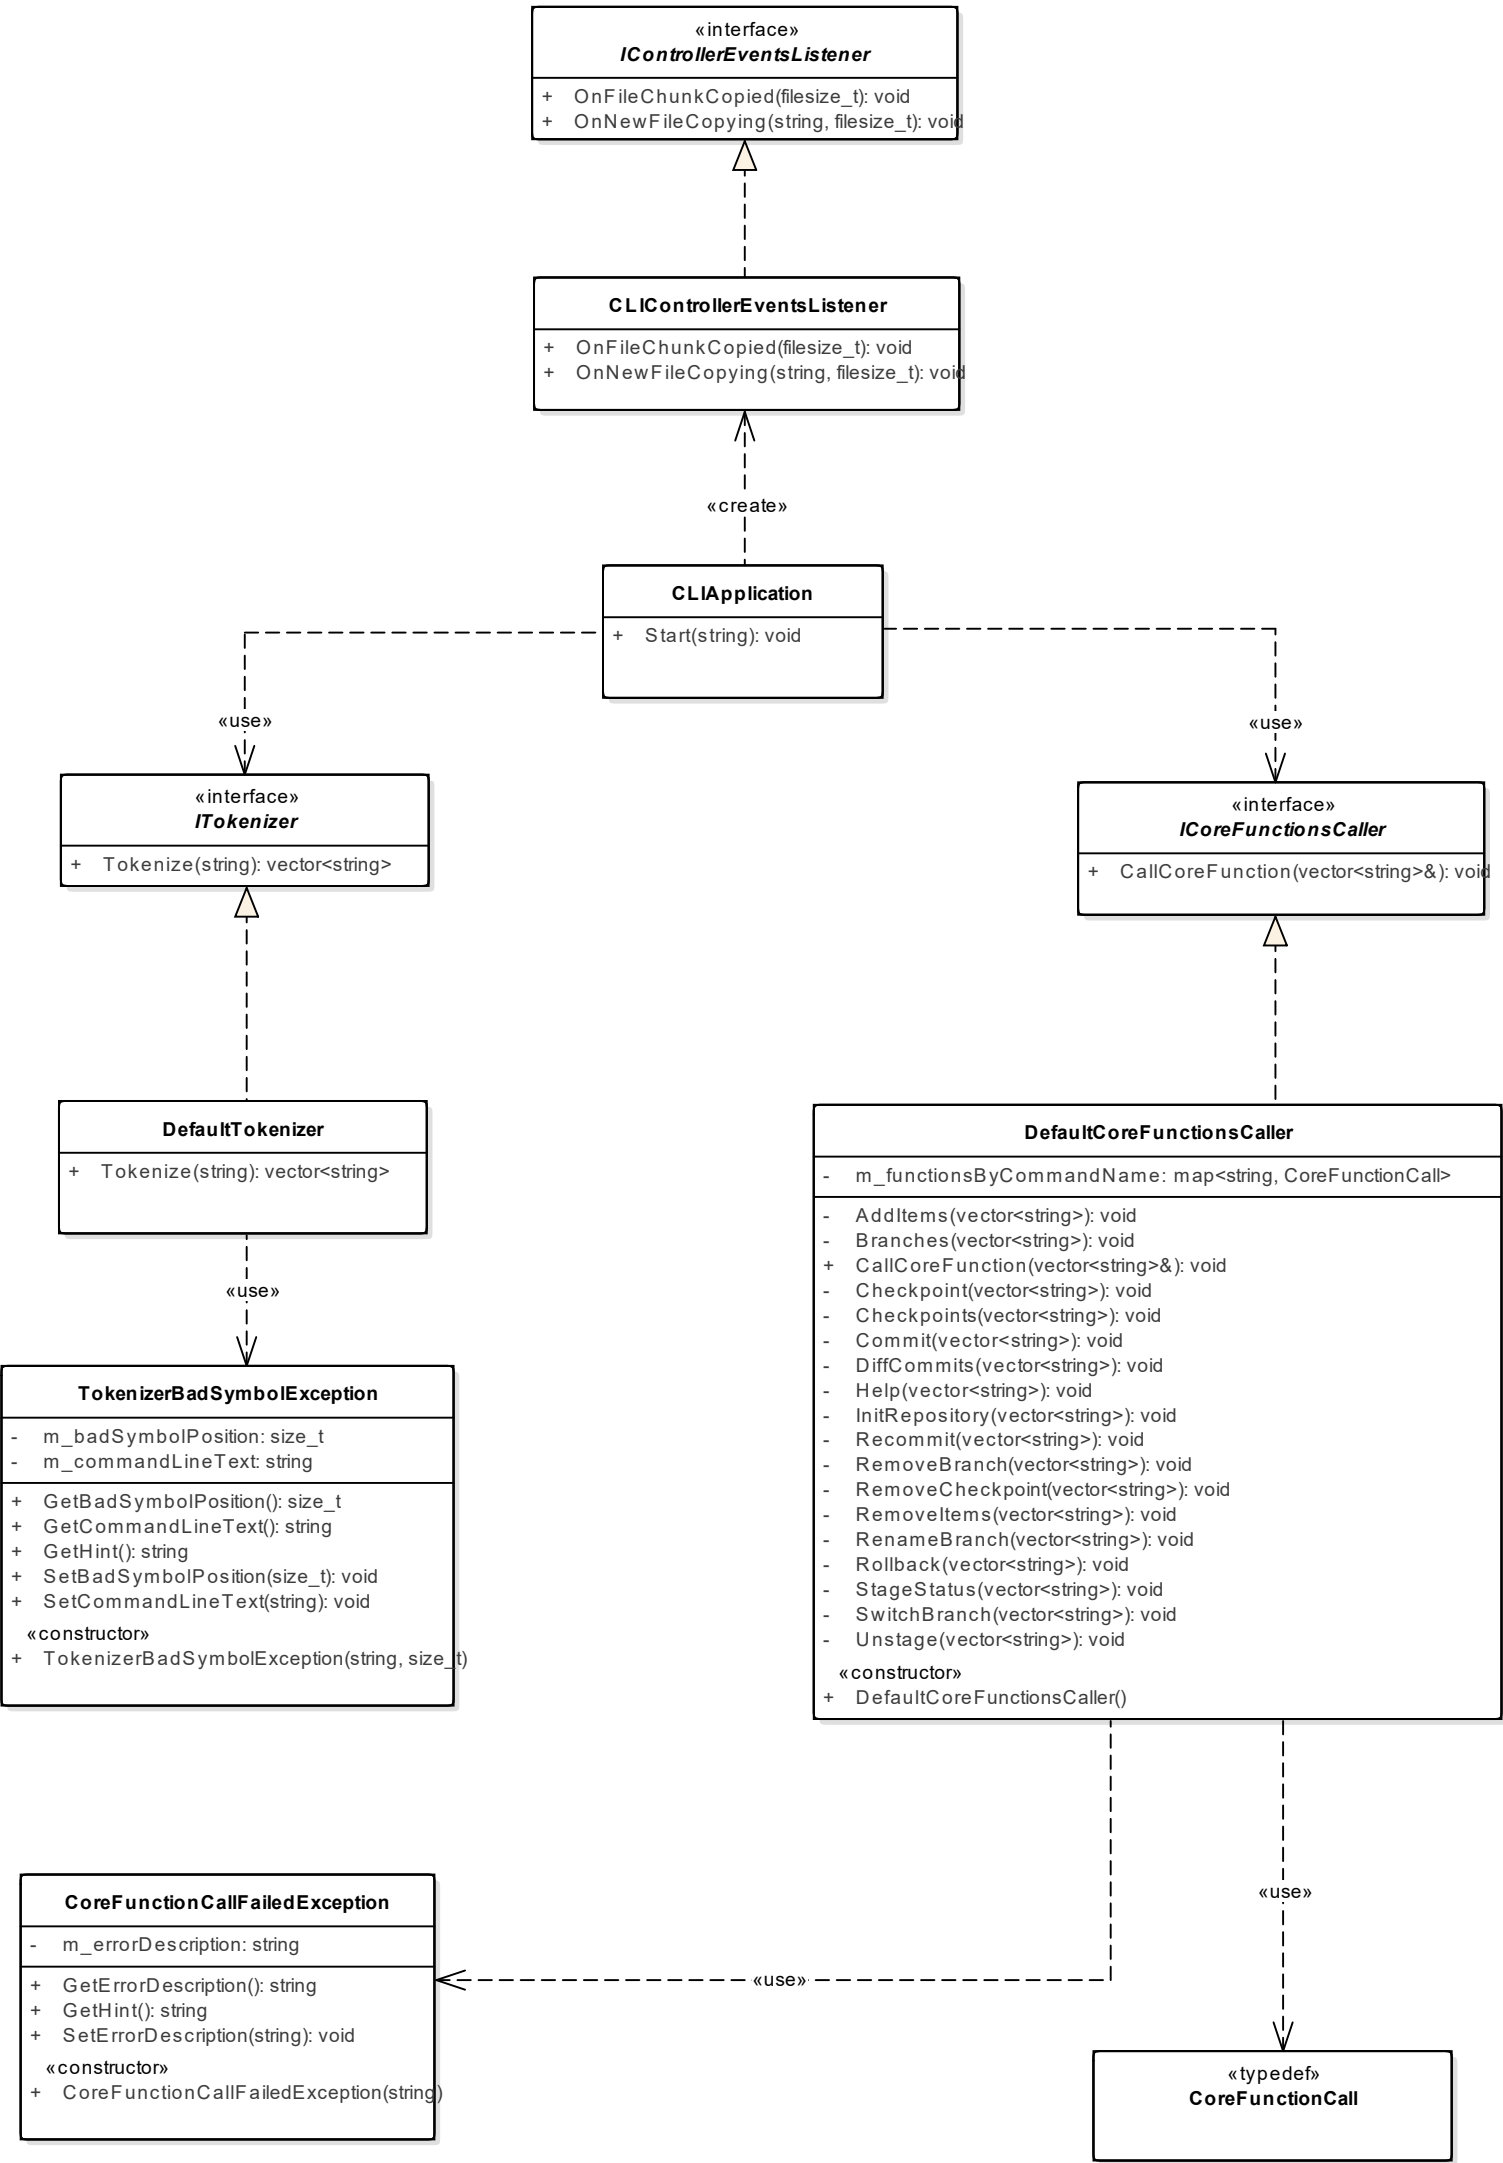 «interface»
IControllerEventsListener
+ OnFileChunkCopied(filesize_t): void
+ OnNewFileCopying(string, filesize_t): void
CLIControllerEventsListener
+ OnFileChunkCopied(filesize_t): void
+ OnNewFileCopying(string, filesize_t): void
«create»
CLIApplication
+ Start(string): void
«use»
«use»
«interface»
ITokenizer
+ Tokenize(string): vector<string>
«interface»
ICoreFunctionsCaller
+ CallCoreFunction(vector<string>&): void
DefaultTokenizer
+ Tokenize(string): vector<string>
«use»
TokenizerBadSymbolException
- m_badSymbolPosition: size_t
- m_commandLineText: string
+ GetBadSymbolPosition(): size_t
+ GetCommandLineText(): string
+ GetHint(): string
+ SetBadSymbolPosition(size_t): void
+ SetCommandLineText(string): void
«constructor»
+ TokenizerBadSymbolException(string, size_t)
DefaultCoreFunctionsCaller
- m_functionsByCommandName: map<string, CoreFunctionCall>
- AddItems(vector<string>): void
- Branches(vector<string>): void
+ CallCoreFunction(vector<string>&): void
- Checkpoint(vector<string>): void
- Checkpoints(vector<string>): void
- Commit(vector<string>): void
- DiffCommits(vector<string>): void
- Help(vector<string>): void
- InitRepository(vector<string>): void
- Recommit(vector<string>): void
- RemoveBranch(vector<string>): void
- RemoveCheckpoint(vector<string>): void
- RemoveItems(vector<string>): void
- RenameBranch(vector<string>): void
- Rollback(vector<string>): void
- StageStatus(vector<string>): void
- SwitchBranch(vector<string>): void
- Unstage(vector<string>): void
«constructor»
+ DefaultCoreFunctionsCaller()
«use»
«use»
CoreFunctionCallFailedException
- m_errorDescription: string
+ GetErrorDescription(): string
+ GetHint(): string
+ SetErrorDescription(string): void
«constructor»
+ CoreFunctionCallFailedException(string)
«typedef»
CoreFunctionCall